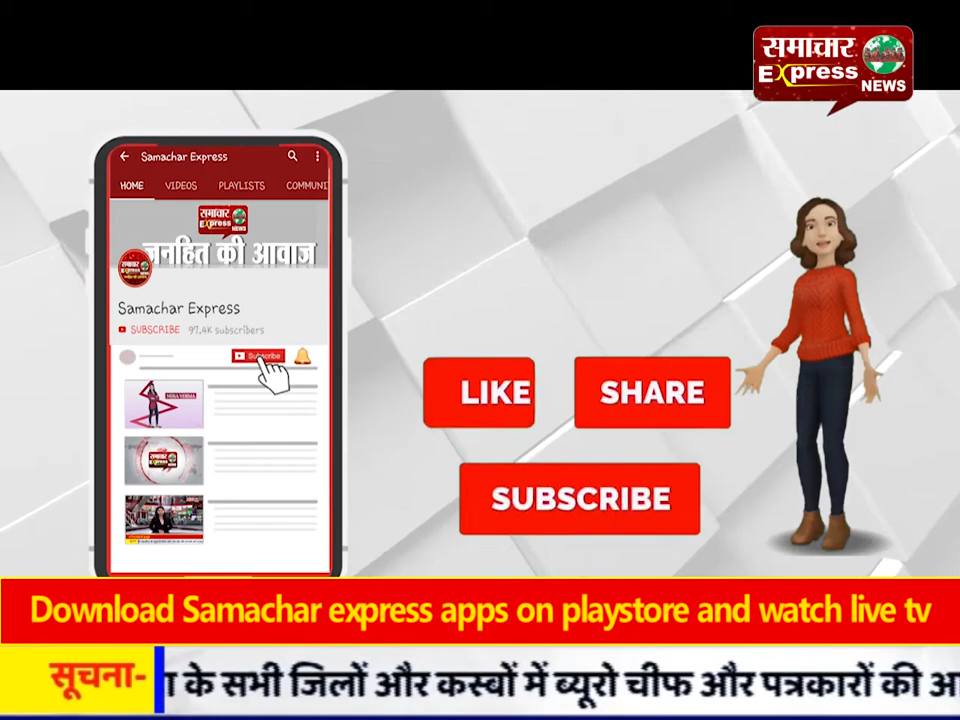 समाचार
Express
NEWS
Samachar Express
HOME VIDEOS PLAYLISTS COMMUNI
समाचार
Express
NEWS
जनहित की आवाज
Samachar Express
SUBSCRIBE 97.4K subscribers
Subscribe
LIKE SHARE
SUBSCRIBE
Download Samachar express apps on playstore and watch live tv
सूचना- के सभी जिलों और कस्बों में ब्यूरो चीफ और पत्रकारों की